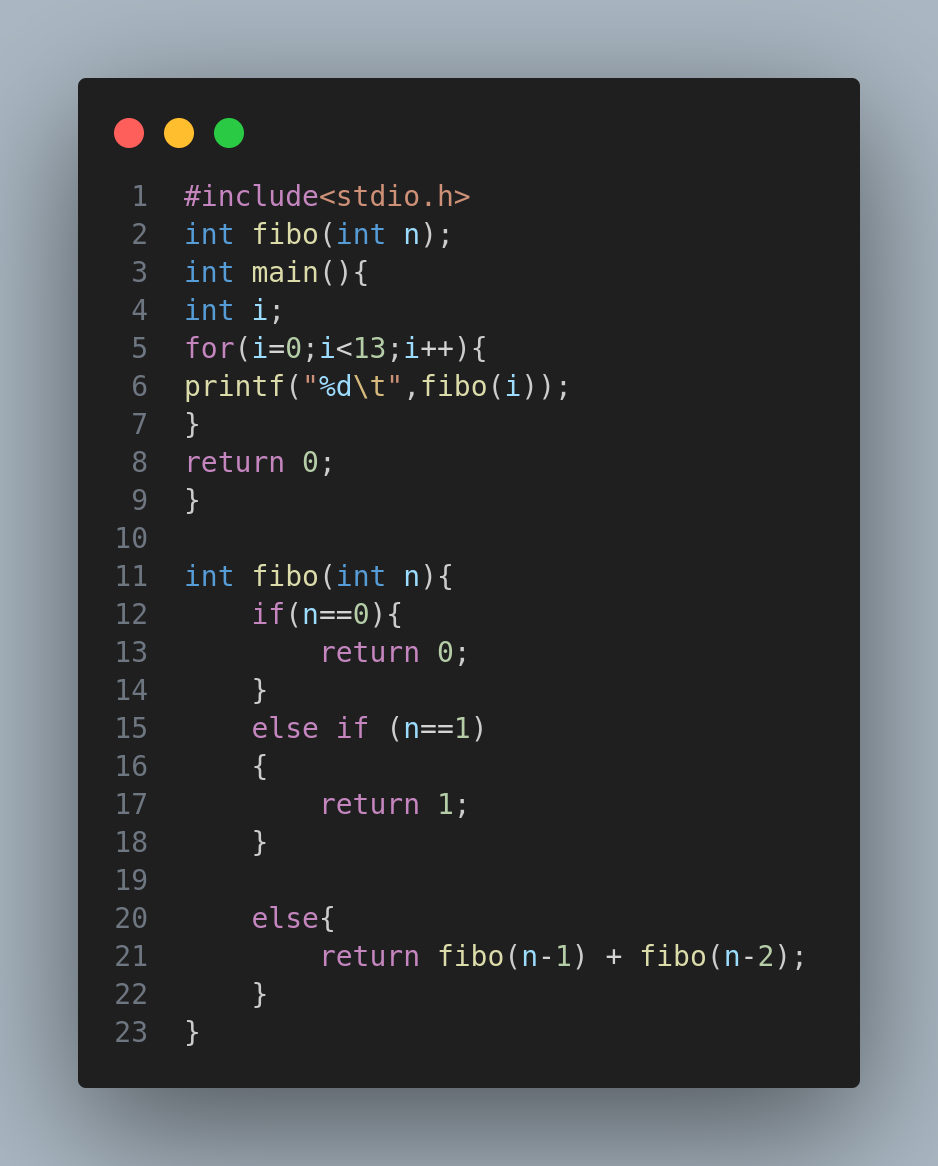 1 #include<stdio.h>
2 int fibo(int n);
3 int main(){
4 int i;
5 for(i=0;i<13;i++){
6 printf("%d\t",fibo(i));
7 }
8 return 0;
9 }
10
11 int fibo(int n){
12     if(n==0){
13         return 0;
14     }
15     else if (n==1)
16     {
17         return 1;
18     }
19
20     else{
21         return fibo(n-1) + fibo(n-2);
22     }
23 }